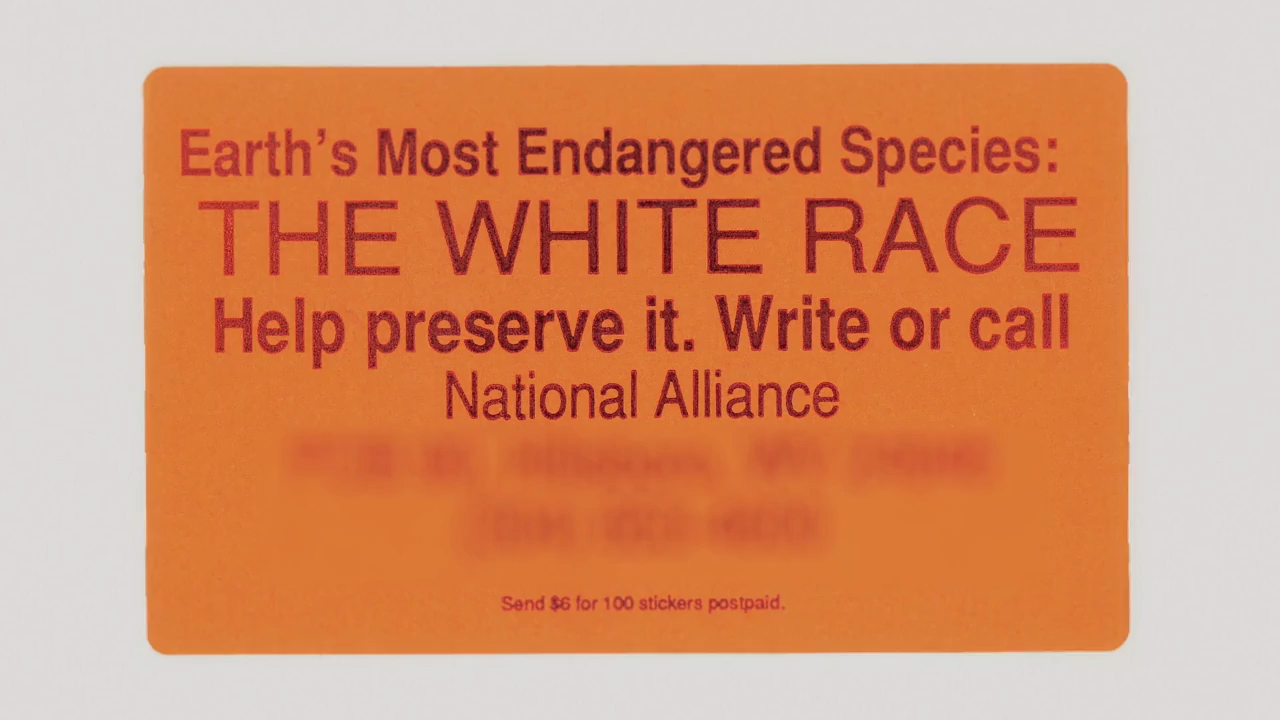 Earth's Most Endangered Species:
THE WHITE RACE
Help preserve it. Write or call
National Alliance
Send $6 for 100 stickers postpaid.